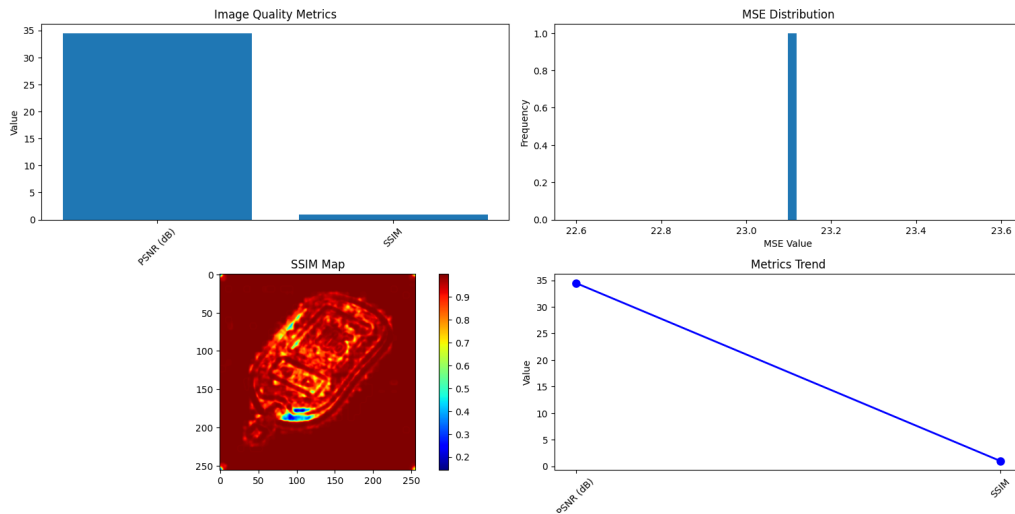 Image Quality Metrics
35
30
25
20
15
10
5
0
Value
PSNR (dB)
SSIM
MSE Distribution
1.0
0.8
0.6
0.4
0.2
0.0
Frequency
22.6 22.8 23.0 23.2 23.4 23.6
MSE Value
SSIM Map
0
50
100
150
200
250
0 50 100 150 200 250
0.9
0.8
0.7
0.6
0.5
0.4
0.3
0.2
Metrics Trend
35
30
25
20
15
10
5
0
Value
PSNR (dB)
SSIM